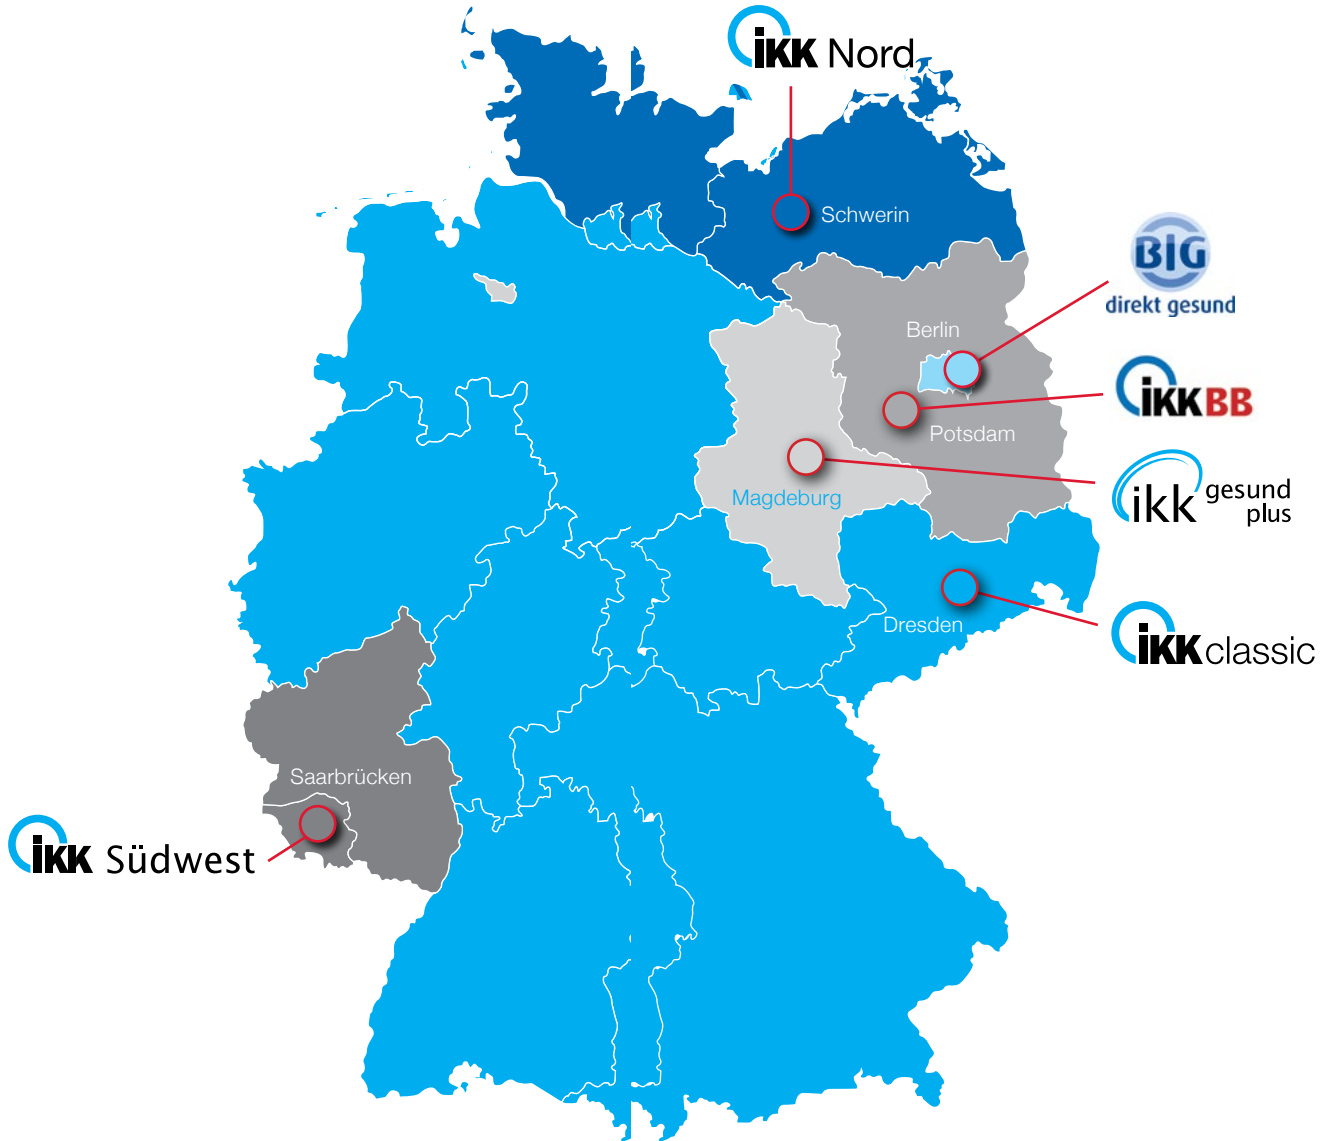 iKK Nord
Schwerin
BIG
direkt gesund
Berlin
iKK BB
Potsdam
ikk gesund
plus
Magdeburg
Dresden
iKK classic
Saarbrücken
iKK Südwest